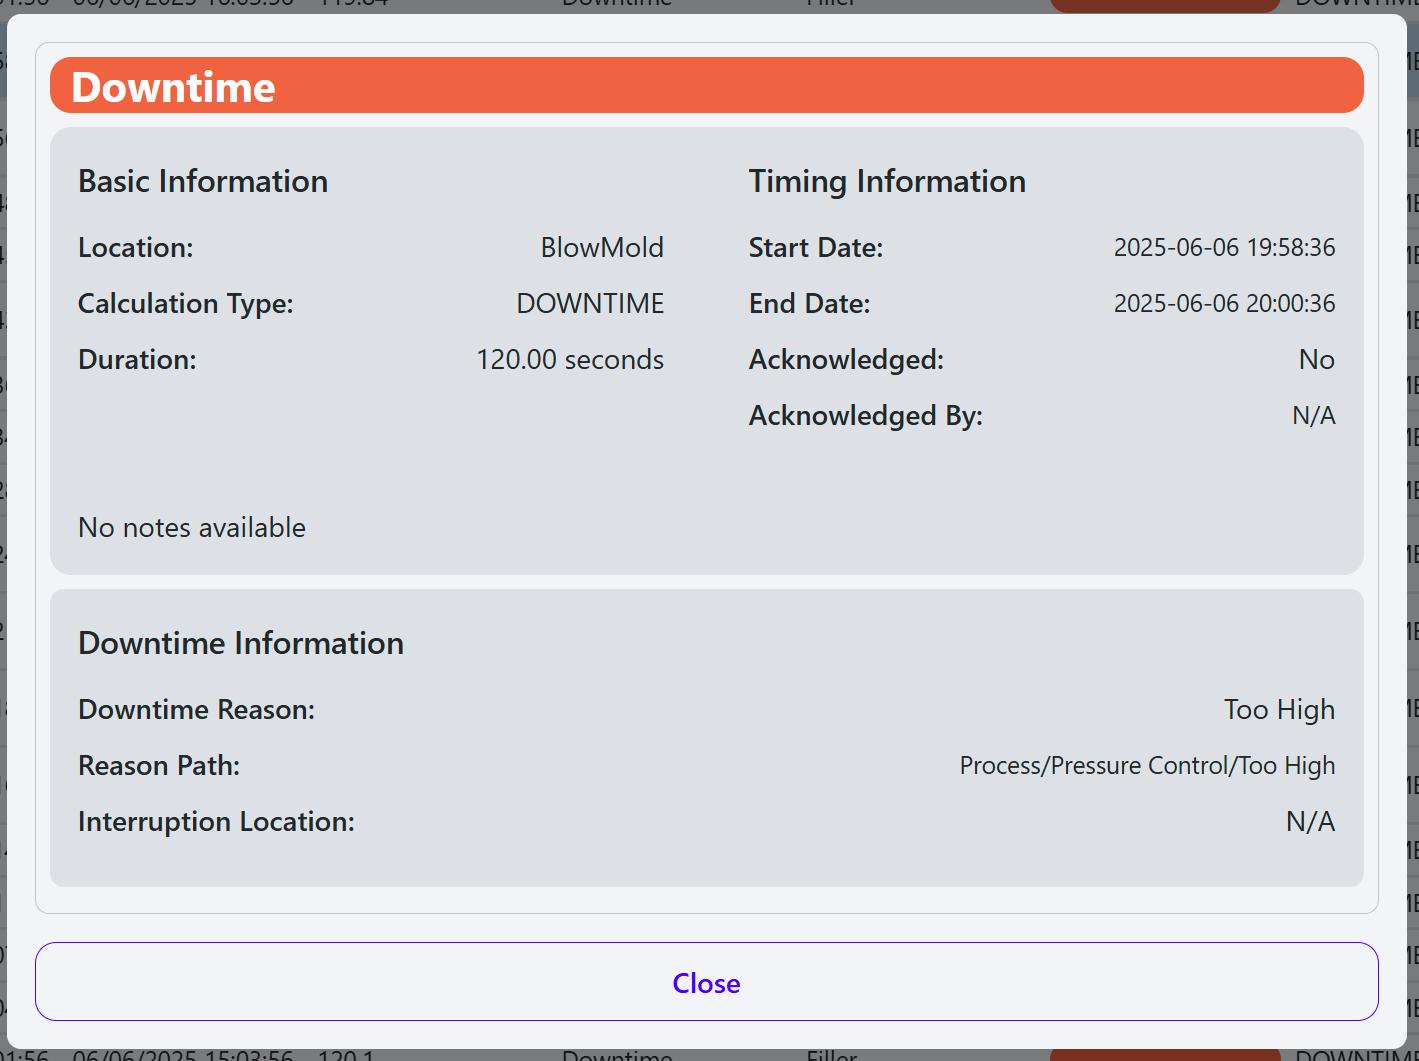 Downtime
Basic Information
Location: BlowMold
Calculation Type: DOWNTIME
Duration: 120.00 seconds
Timing Information
Start Date: 2025-06-06 19:58:36
End Date: 2025-06-06 20:00:36
Acknowledged: No
Acknowledged By: N/A
No notes available
Downtime Information
Downtime Reason: Too High
Reason Path: Process/Pressure Control/Too High
Interruption Location: N/A
Close